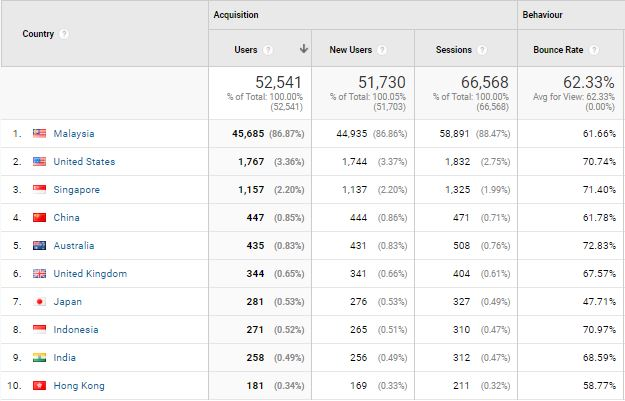 Acquisition Behaviour
Country ? Users ? New Users ? Sessions ? Bounce Rate ?
52,541 51,730 66,568 62.33%
% of Total: 100.00% % of Total: 100.05% % of Total: 100.00% Avg for View: 62.33%
(52,541) (51,703) (66,568) (0.00%)
1. Malaysia 45,685 (86.87%) 44,935 (86.86%) 58,891 (88.47%) 61.66%
2. United States 1,767 (3.36%) 1,744 (3.37%) 1,832 (2.75%) 70.74%
3. Singapore 1,157 (2.20%) 1,137 (2.20%) 1,325 (1.99%) 71.40%
4. China 447 (0.85%) 444 (0.86%) 471 (0.71%) 61.78%
5. Australia 435 (0.83%) 431 (0.83%) 508 (0.76%) 72.83%
6. United Kingdom 344 (0.65%) 341 (0.66%) 404 (0.61%) 67.57%
7. Japan 281 (0.53%) 276 (0.53%) 327 (0.49%) 47.71%
8. Indonesia 271 (0.52%) 265 (0.51%) 310 (0.47%) 70.97%
9. India 258 (0.49%) 256 (0.49%) 312 (0.47%) 68.59%
10. Hong Kong 181 (0.34%) 169 (0.33%) 211 (0.32%) 58.77%